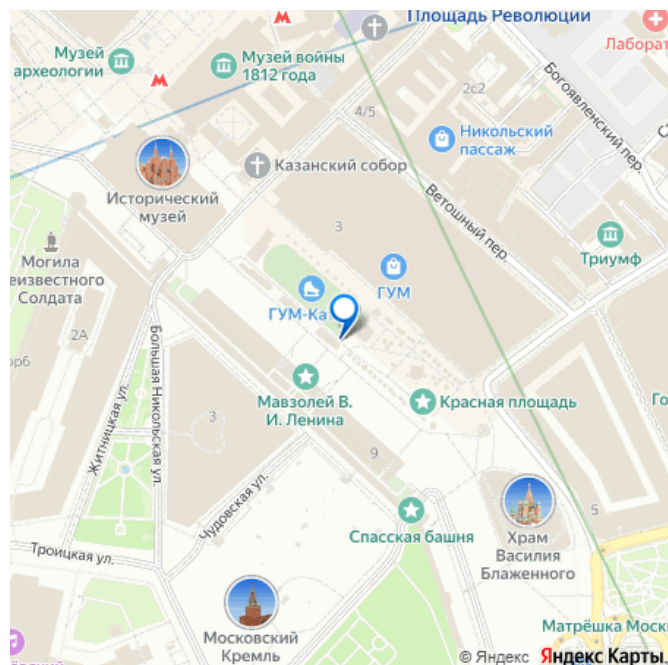 Площадь Революции
Музей
археологии
Музей войны
1812 года
Лаборат
Богоявленский пер.
4/5
2с2
Никольский
пассаж
Казанский собор
Исторический
музей
Ветошный пер.
3
Триумф
Могила
еизвестного
Солдата
ГУМ
ГУМ-Ка
2А
орб
Большая Никольская ул.
Житницкая ул.
Мавзолей В.
И. Ленина
Красная площадь
Го
3
9
Чудовская ул.
5
Спасская башня
Храм
Василия
Блаженного
Троицкая ул.
Московский
Кремль
Матрёшка Моск
© Яндекс Яндекс Карты